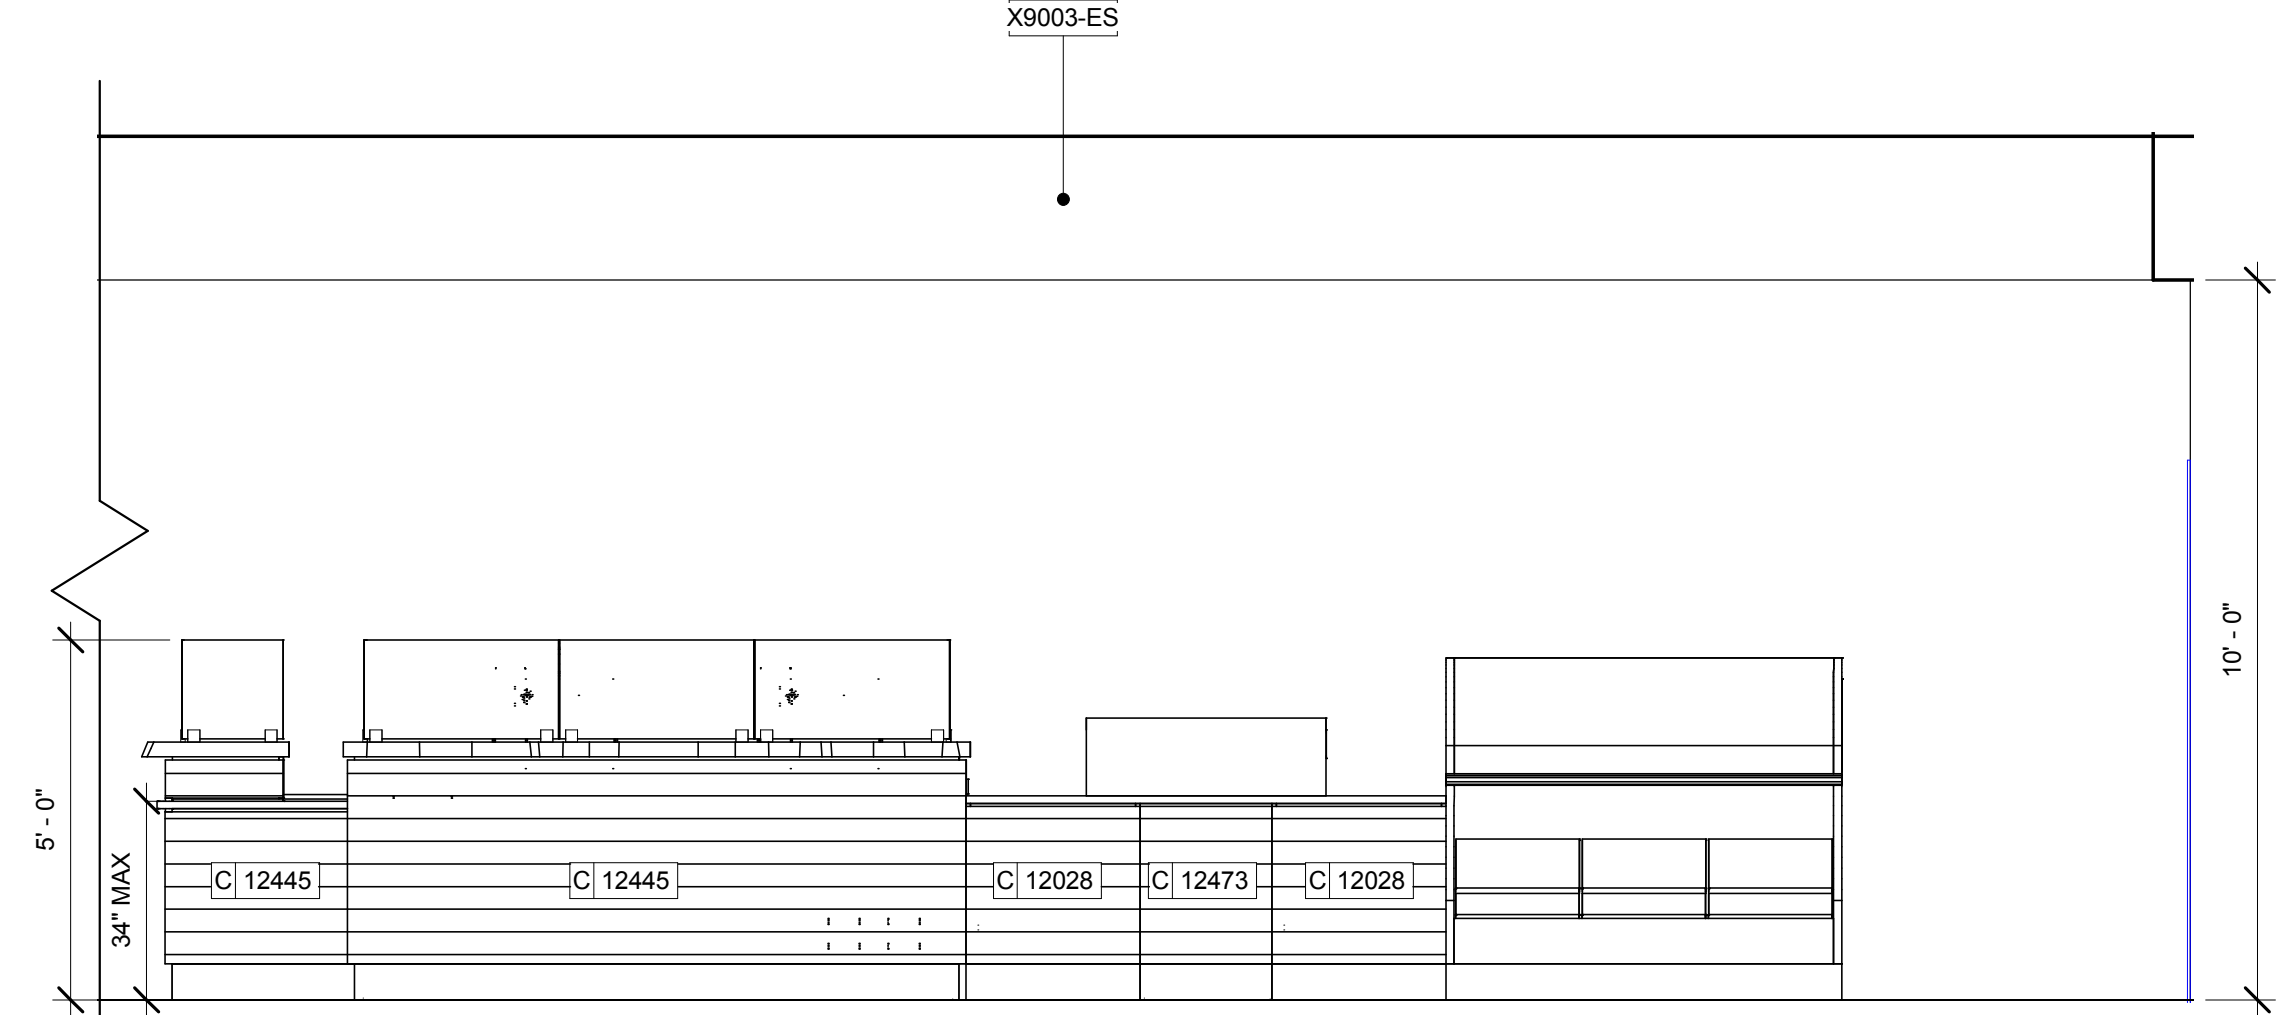 X9003-ES
10' - 0"
5' - 0"
34" MAX
C 12445
C 12445
C 12028
C 12473
C 12028